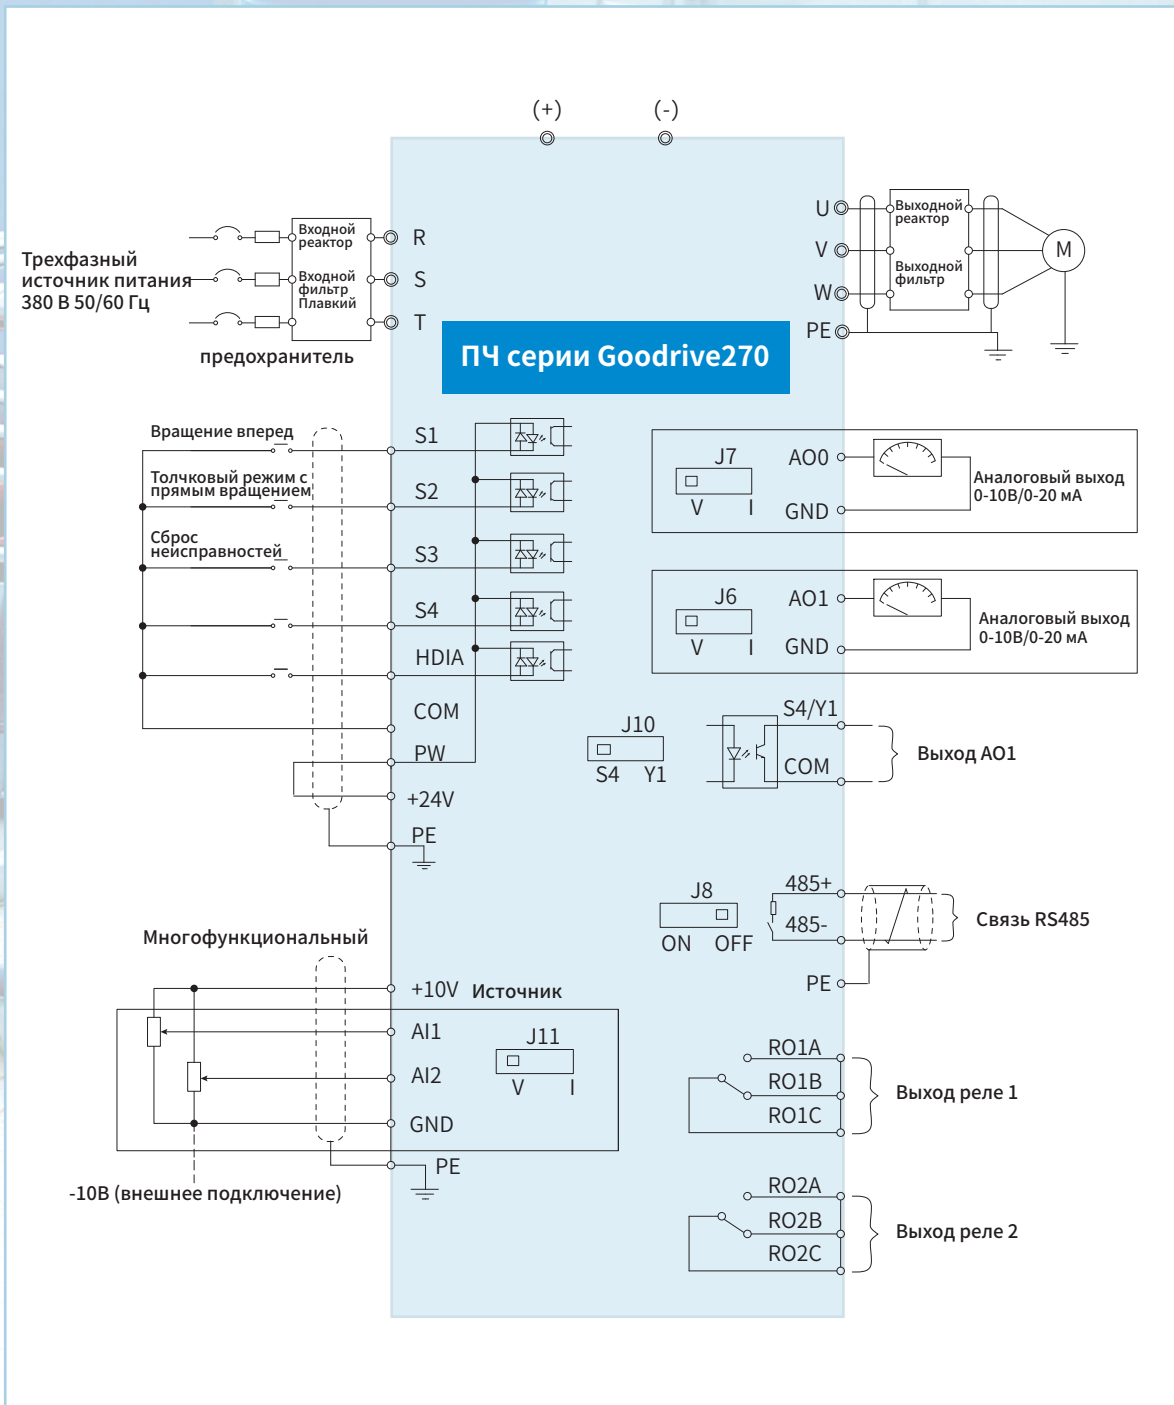 (+)
(-)
Трехфазный
источник питания
380 В 50/60 Гц
Входной
реактор
Входной
фильтр
Плавкий
предохранитель
R
S
T
U
V
W
PE
Выходной
реактор
Выходной
фильтр
M
ПЧ серии Goodrive270
Вращение вперед
Толчковый режим с
прямым вращением
Сброс
неисправностей
S1
S2
S3
S4
HDIA
COM
PW
+24V
PE
J7
V I
AO0
GND
Аналоговый выход
0-10В/0-20 мА
J6
V I
AO1
GND
Аналоговый выход
0-10В/0-20 мА
J10
S4 Y1
S4/Y1
COM
Выход АО1
J8
ON OFF
485+
485-
PE
Связь RS485
Многофункциональный
+10V Источник
AI1
AI2
GND
PE
J11
V I
-10В (внешнее подключение)
RO1A
RO1B
RO1C
Выход реле 1
RO2A
RO2B
RO2C
Выход реле 2